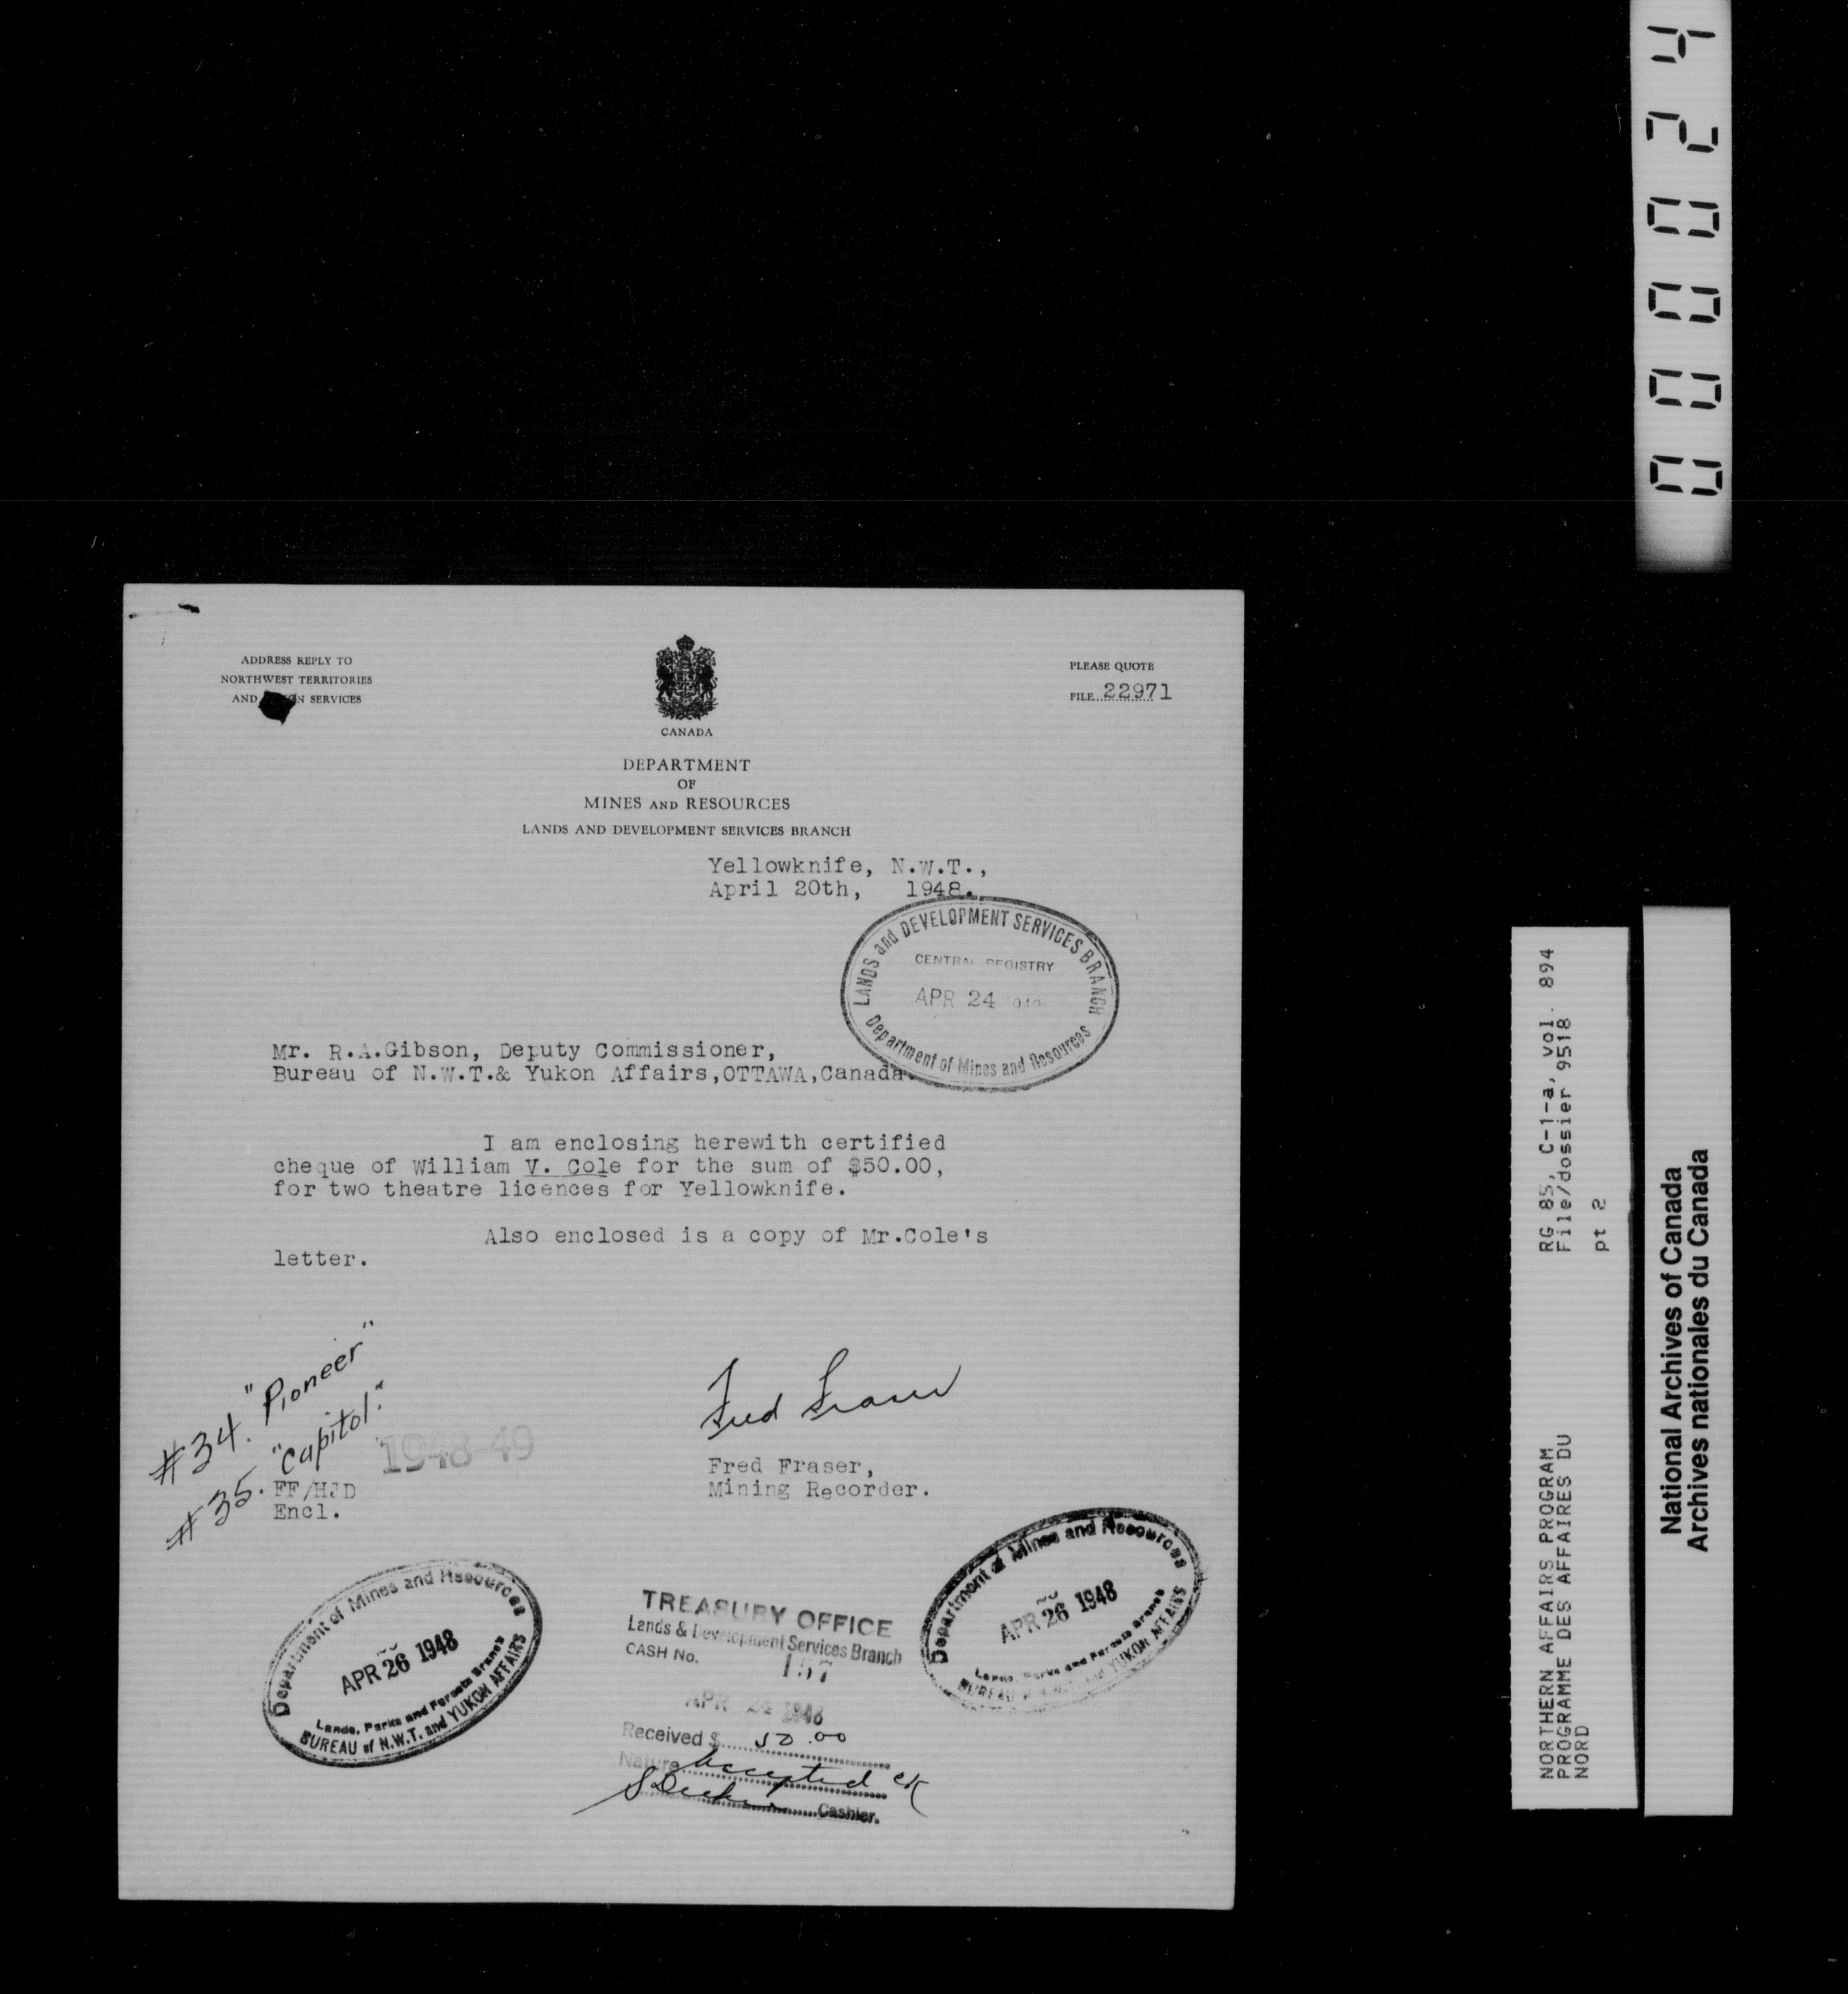 000024
ADDRESS REPLY TO
NORTHWEST TERRITORIES
AND N SERVICES
CANADA
PLEASE QUOTE
FILE 22971
DEPARTMENT
OF
MINES AND RESOURCES
LANDS AND DEVELOPMENT SERVICES BRANCH
Yellowknife, N.W.T.,
April 20th, 1948.
LANDS and DEVELOPMENT SERVICES BRANCH
CENTRAL REGISTRY
APR 24
Department of Mines and Resources
Mr. R.A.Gibson, Deputy Commissioner,
Bureau of N.W.T.& Yukon Affairs,OTTAWA,Canada.
I am enclosing herewith certified
cheque of William V. Cole for the sum of $50.00,
for two theatre licences for Yellowknife.
Also enclosed is a copy of Mr.Cole's
letter.
#34. "Pioneer"
#35. "Capitol."
1948-49
Fred Fraser
Fred Fraser,
Mining Recorder.
FF/HJD
Encl.
Department of Mines and Resources
APR 26 1948
Lands, Parks and Forests Branch
BUREAU of N.W.T. and YUKON AFFAIRS
TREASURY OFFICE
Lands & Development Services Branch
CASH No. 157
APR 24 1948
Received $ 50.00
Nature Accepted ck
Cashier.
Department of Mines and Resources
APR 26 1948
Lands, Parks and Forests Branch
BUREAU of N.W.T. and YUKON AFFAIRS
NORTHERN AFFAIRS PROGRAM
PROGRAMME DES AFFAIRES DU
NORD
RG 85, C-1-a, vol. 894
File/dossier 9518
pt 2
National Archives of Canada
Archives nationales du Canada